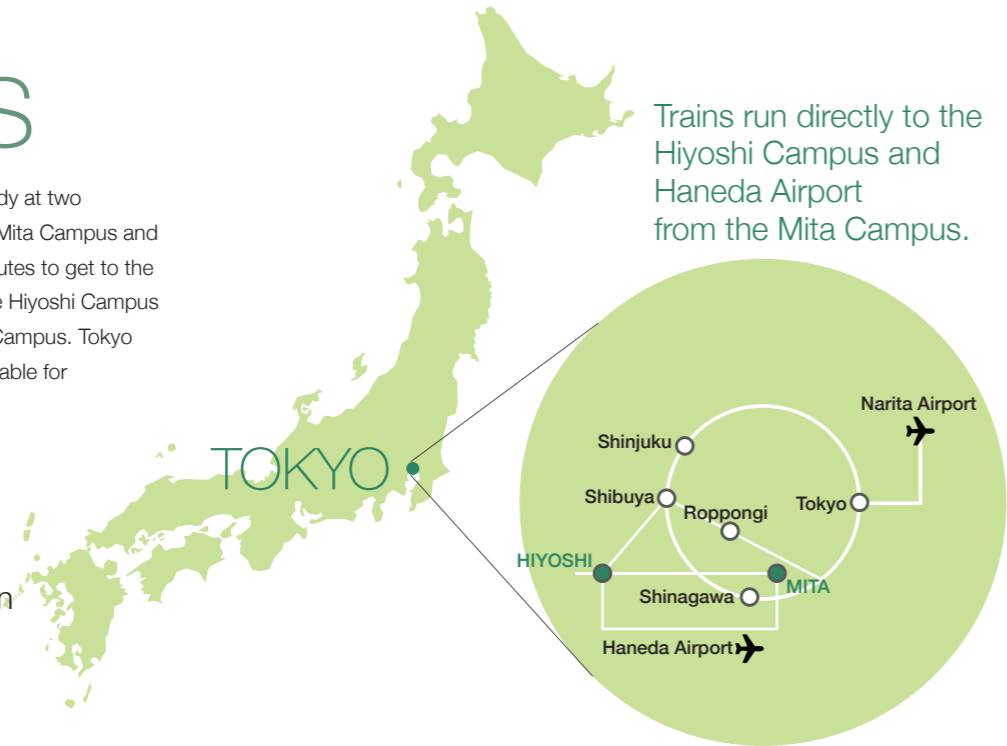 S
dy at two
Mita Campus and
utes to get to the
e Hiyoshi Campus
Campus. Tokyo
able for
n
TOKYO
Trains run directly to the
Hiyoshi Campus and
Haneda Airport
from the Mita Campus.
Narita Airport
Shinjuku
Shibuya
Roppongi
Tokyo
HIYOSHI
MITA
Shinagawa
Haneda Airport